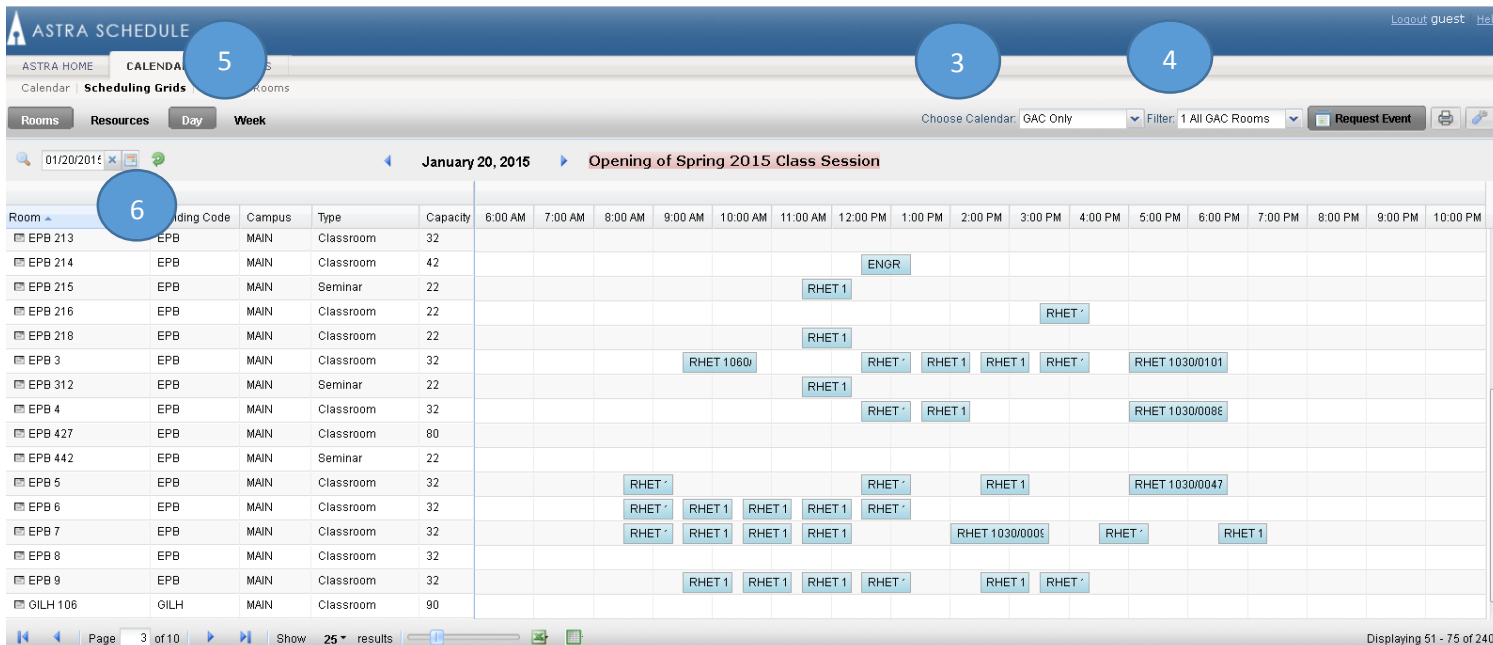 ASTRA SCHEDULE
Logout guest
5
3
4
ASTRA HOME
Calendar | Scheduling Grids Rooms
Rooms Resources Day Week Choose Calendar: GAC Only Filter: 1 All GAC Rooms Request Event
01/20/2015 January 20, 2015 Opening of Spring 2015 Class Session
6
Room Code Campus Type Capacity 6:00 AM 7:00 AM 8:00 AM 9:00 AM 10:00 AM 11:00 AM 12:00 PM 1:00 PM 2:00 PM 3:00 PM 4:00 PM 5:00 PM 6:00 PM 7:00 PM 8:00 PM 9:00 PM 10:00 PM
EPB 213 EPB MAIN Classroom 32
EPB 214 EPB MAIN Classroom 42 ENGR
EPB 215 EPB MAIN Seminar 22 RHET 1
EPB 216 EPB MAIN Classroom 22 RHET
EPB 218 EPB MAIN Classroom 22 RHET 1
EPB 3 EPB MAIN Classroom 32 RHET 1060/ RHET RHET 1 RHET 1 RHET RHET 1030/0101
EPB 312 EPB MAIN Seminar 22 RHET 1
EPB 4 EPB MAIN Classroom 32 RHET RHET 1 RHET 1030/0088
EPB 427 EPB MAIN Classroom 80
EPB 442 EPB MAIN Seminar 22
EPB 5 EPB MAIN Classroom 32 RHET RHET RHET 1 RHET 1030/0047
EPB 6 EPB MAIN Classroom 32 RHET RHET 1 RHET 1 RHET 1 RHET
EPB 7 EPB MAIN Classroom 32 RHET RHET 1 RHET 1 RHET 1 RHET 1030/0009 RHET RHET 1
EPB 8 EPB MAIN Classroom 32
EPB 9 EPB MAIN Classroom 32 RHET 1 RHET 1 RHET 1 RHET RHET 1 RHET
GILH 106 GILH MAIN Classroom 90
Page 3 of 10 Show 25 results Displaying 51 - 75 of 240